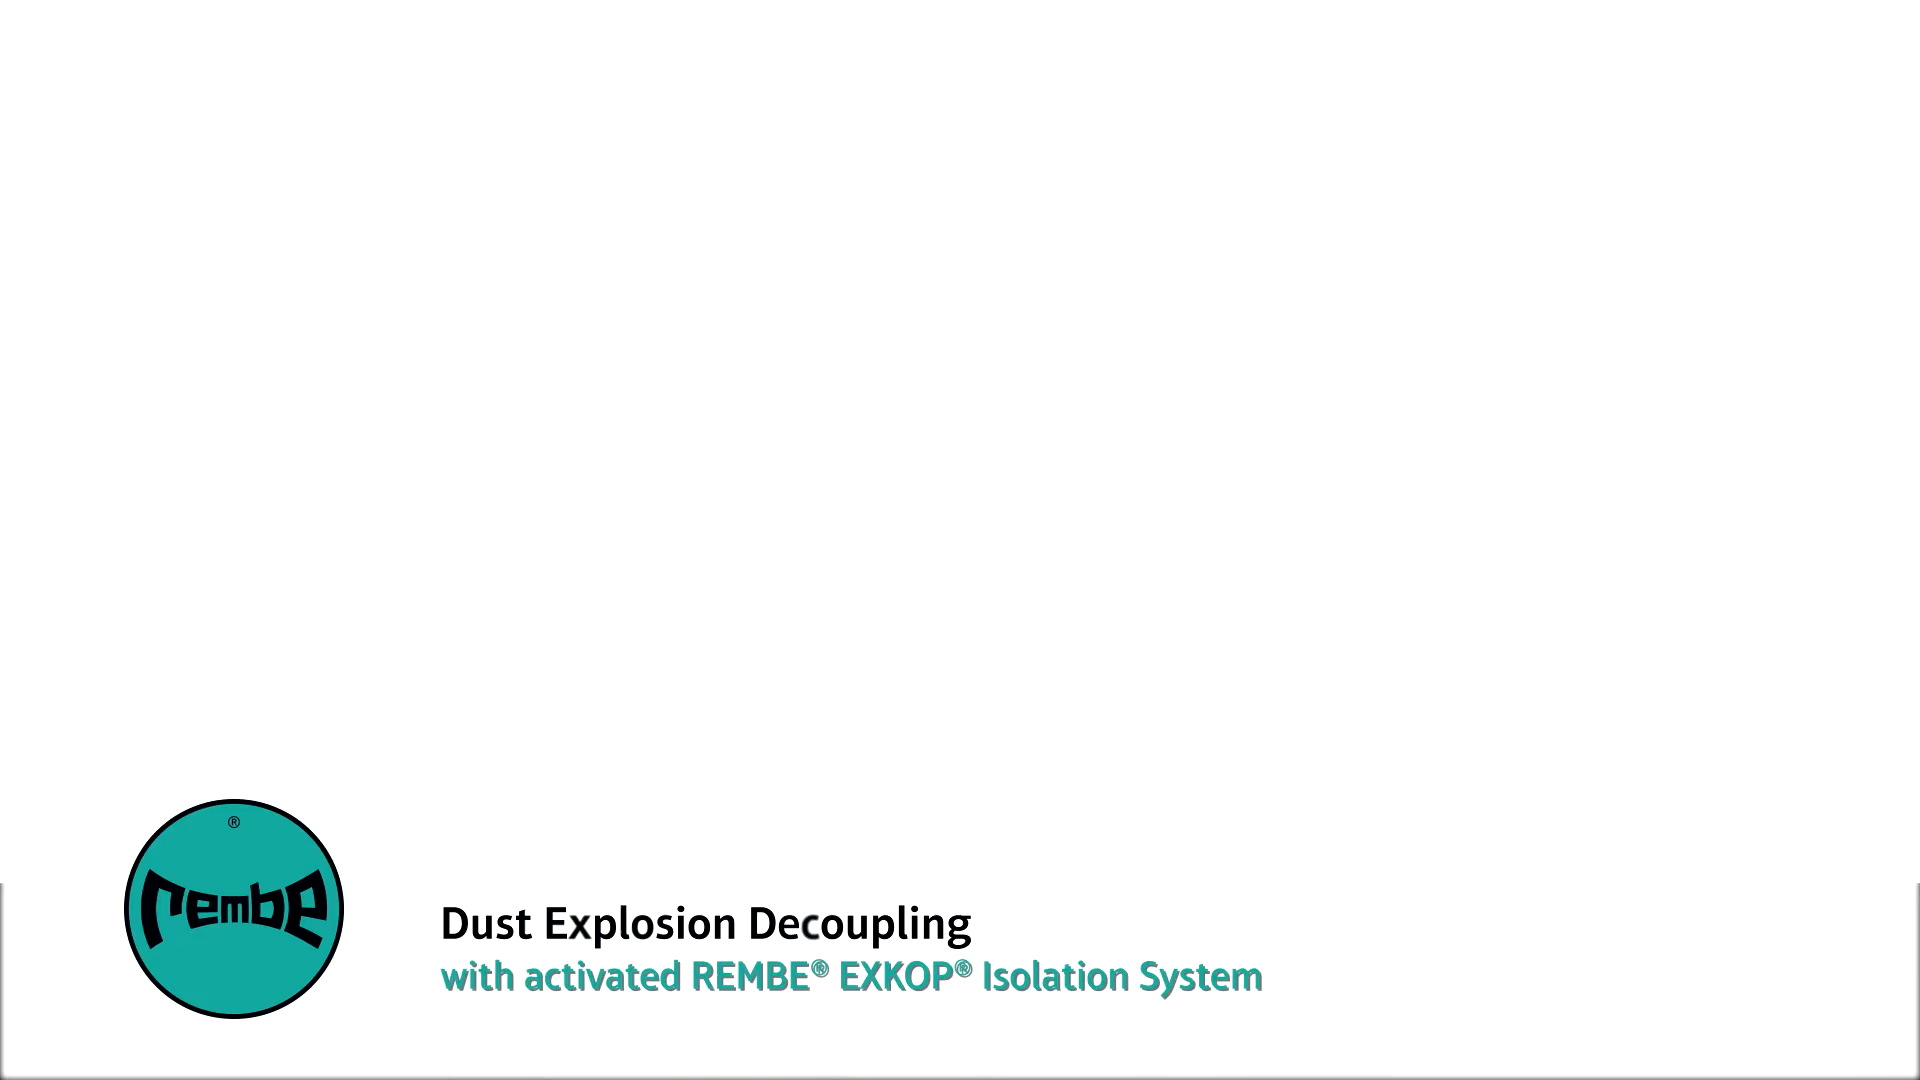 ®
rembe
Dust Explosion Decoupling
with activated REMBE® EXKOP® Isolation System